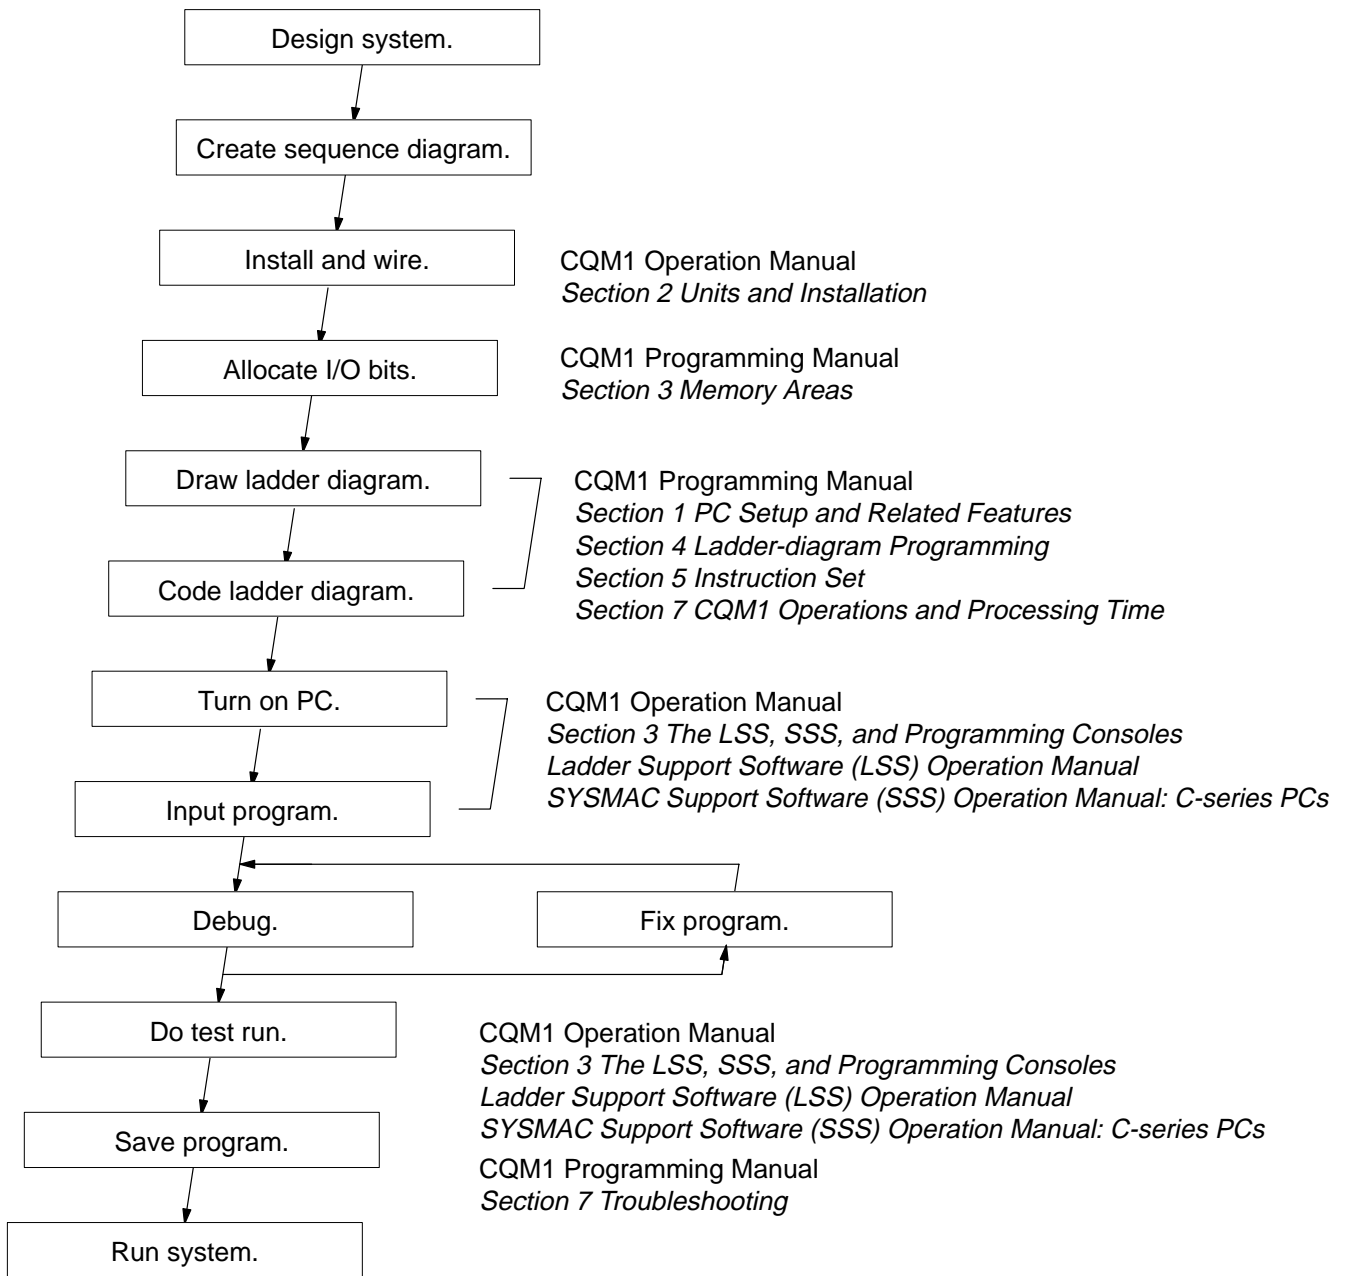 Design system.
Create sequence diagram.
Install and wire.
CQM1 Operation Manual
Section 2 Units and Installation
Allocate I/O bits.
CQM1 Programming Manual
Section 3 Memory Areas
Draw ladder diagram.
CQM1 Programming Manual
Section 1 PC Setup and Related Features
Section 4 Ladder-diagram Programming
Section 5 Instruction Set
Section 7 CQM1 Operations and Processing Time
Code ladder diagram.
Turn on PC.
CQM1 Operation Manual
Section 3 The LSS, SSS, and Programming Consoles
Ladder Support Software (LSS) Operation Manual
SYSMAC Support Software (SSS) Operation Manual: C-series PCs
Input program.
Debug.
Fix program.
Do test run.
CQM1 Operation Manual
Section 3 The LSS, SSS, and Programming Consoles
Ladder Support Software (LSS) Operation Manual
SYSMAC Support Software (SSS) Operation Manual: C-series PCs
CQM1 Programming Manual
Section 7 Troubleshooting
Save program.
Run system.